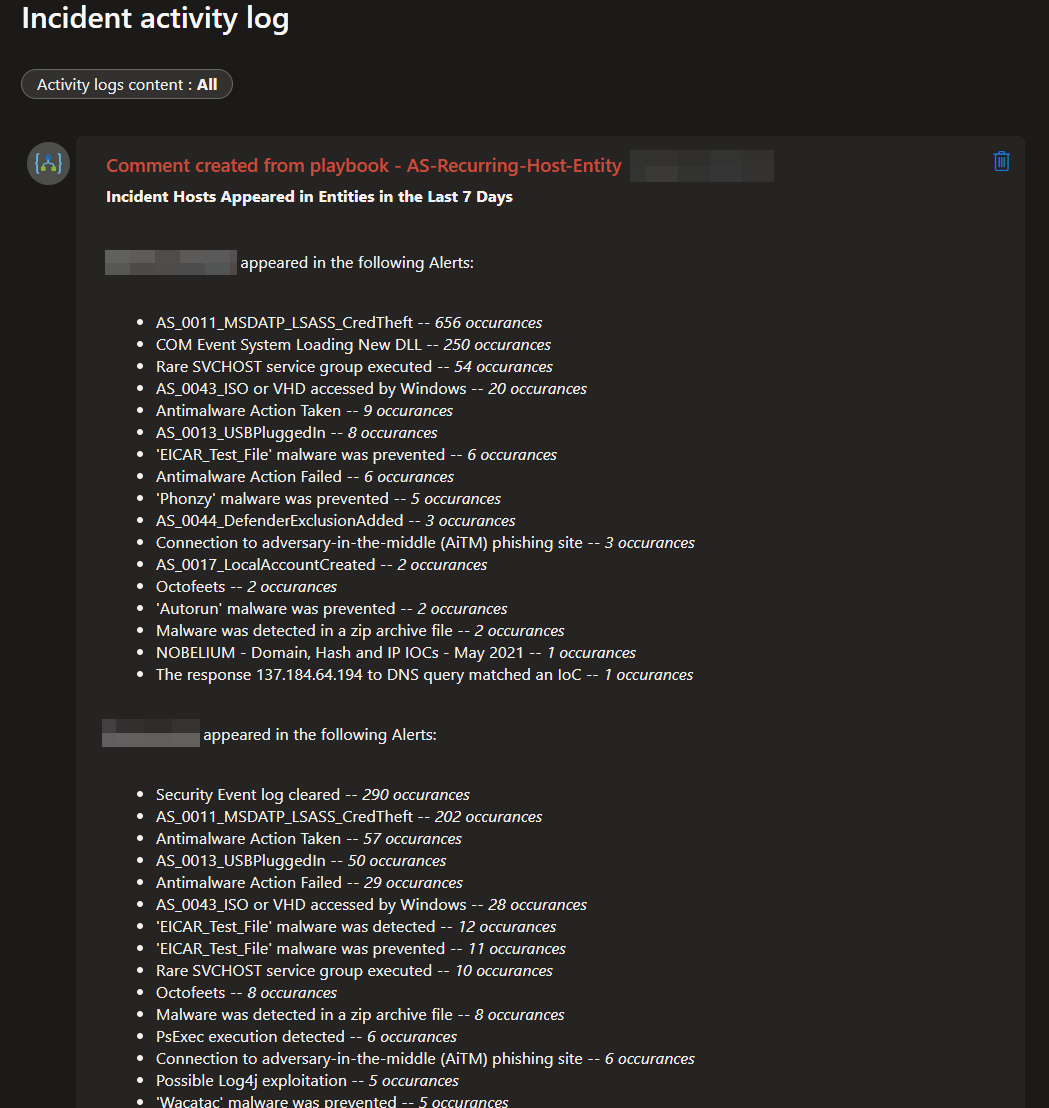 Incident activity log
Activity logs content : All
Comment created from playbook - AS-Recurring-Host-Entity
Incident Hosts Appeared in Entities in the Last 7 Days
appeared in the following Alerts:
AS_0011_MSDATP_LSASS_CredTheft -- 656 occurances
COM Event System Loading New DLL -- 250 occurances
Rare SVCHOST service group executed -- 54 occurances
AS_0043_ISO or VHD accessed by Windows -- 20 occurances
Antimalware Action Taken -- 9 occurances
AS_0013_USBPluggedIn -- 8 occurances
'EICAR_Test_File' malware was prevented -- 6 occurances
Antimalware Action Failed -- 6 occurances
'Phonzy' malware was prevented -- 5 occurances
AS_0044_DefenderExclusionAdded -- 3 occurances
Connection to adversary-in-the-middle (AiTM) phishing site -- 3 occurances
AS_0017_LocalAccountCreated -- 2 occurances
Octofeets -- 2 occurances
'Autorun' malware was prevented -- 2 occurances
Malware was detected in a zip archive file -- 2 occurances
NOBELIUM - Domain, Hash and IP IOCs - May 2021 -- 1 occurances
The response 137.184.64.194 to DNS query matched an IoC -- 1 occurances
appeared in the following Alerts:
Security Event log cleared -- 290 occurances
AS_0011_MSDATP_LSASS_CredTheft -- 202 occurances
Antimalware Action Taken -- 57 occurances
AS_0013_USBPluggedIn -- 50 occurances
Antimalware Action Failed -- 29 occurances
AS_0043_ISO or VHD accessed by Windows -- 28 occurances
'EICAR_Test_File' malware was detected -- 12 occurances
'EICAR_Test_File' malware was prevented -- 11 occurances
Rare SVCHOST service group executed -- 10 occurances
Octofeets -- 8 occurances
Malware was detected in a zip archive file -- 8 occurances
PsExec execution detected -- 6 occurances
Connection to adversary-in-the-middle (AiTM) phishing site -- 6 occurances
Possible Log4j exploitation -- 5 occurances
'Wacatac' malware was prevented -- 5 occurances